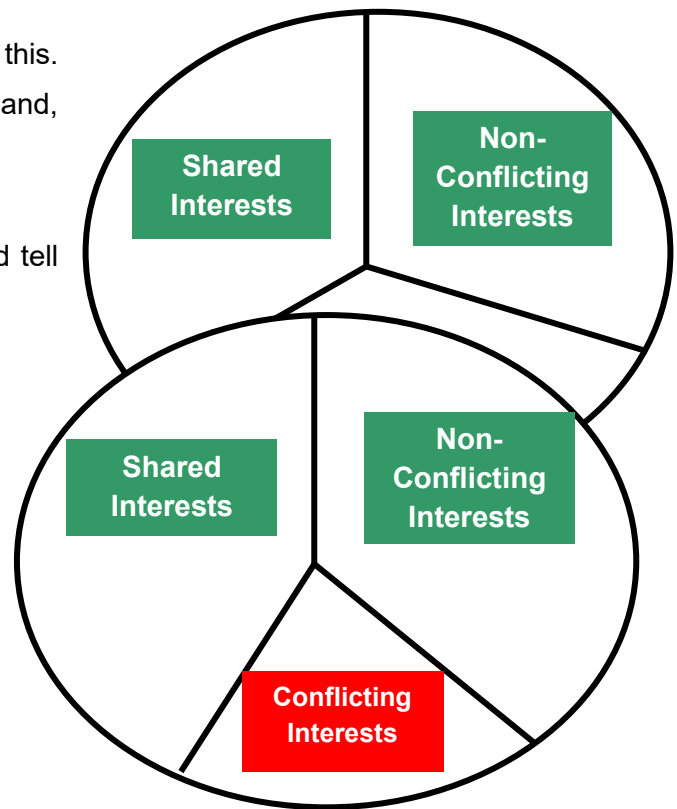 this.
and,
d tell
Shared
Interests
Non-
Conflicting
Interests
Shared
Interests
Non-
Conflicting
Interests
Conflicting
Interests